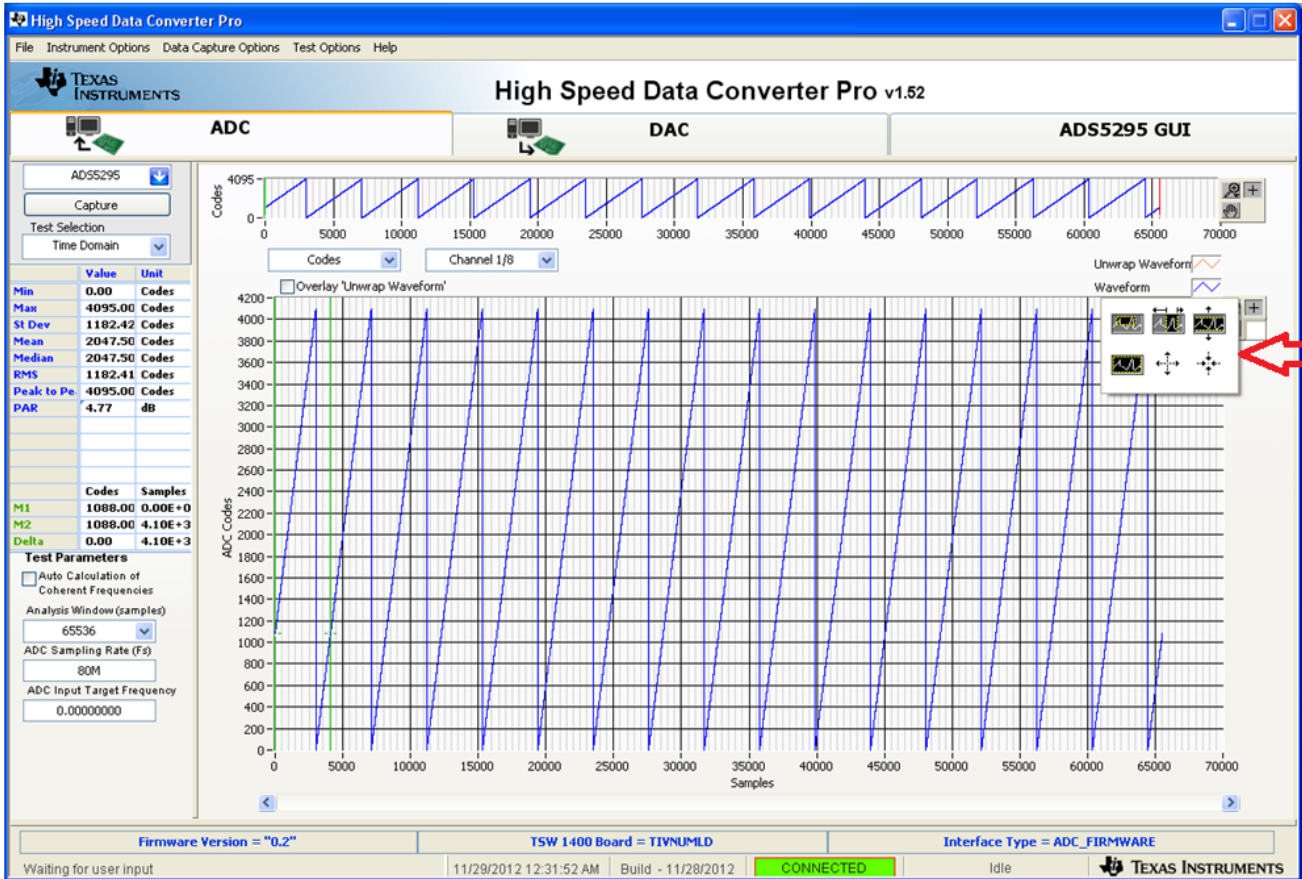 High Speed Data Converter Pro
File Instrument Options Data Capture Options Test Options Help
TEXAS INSTRUMENTS
High Speed Data Converter Pro v1.52
ADC
DAC
ADS5295 GUI
ADS5295
Capture
Test Selection
Time Domain
Value Unit
Min 0.00 Codes
Max 4095.00 Codes
St Dev 1182.42 Codes
Mean 2047.50 Codes
Median 2047.50 Codes
RMS 1182.41 Codes
Peak to Pe 4095.00 Codes
PAR 4.77 dB
Codes Samples
M1 1088.00 0.00E+0
M2 1088.00 4.10E+3
Delta 0.00 4.10E+3
Test Parameters
Auto Calculation of
Coherent Frequencies
Analysis Window (samples)
65536
ADC Sampling Rate (Fs)
80M
ADC Input Target Frequency
0.00000000
Codes
4095
0
0 5000 10000 15000 20000 25000 30000 35000 40000 45000 50000 55000 60000 65000 70000
Codes
Channel 1/8
Unwrap Waveform
Overlay 'Unwrap Waveform'
Waveform
ADC Codes
4200
4000
3800
3600
3400
3200
3000
2800
2600
2400
2200
2000
1800
1600
1400
1200
1000
800
600
400
200
0
0 5000 10000 15000 20000 25000 30000 35000 40000 45000 50000 55000 60000 65000 70000
Samples
Firmware Version = "0.2"
TSW 1400 Board = TIVNUMLD
Interface Type = ADC_FIRMWARE
Waiting for user input
11/29/2012 12:31:52 AM
Build - 11/28/2012
CONNECTED
Idle
TEXAS INSTRUMENTS